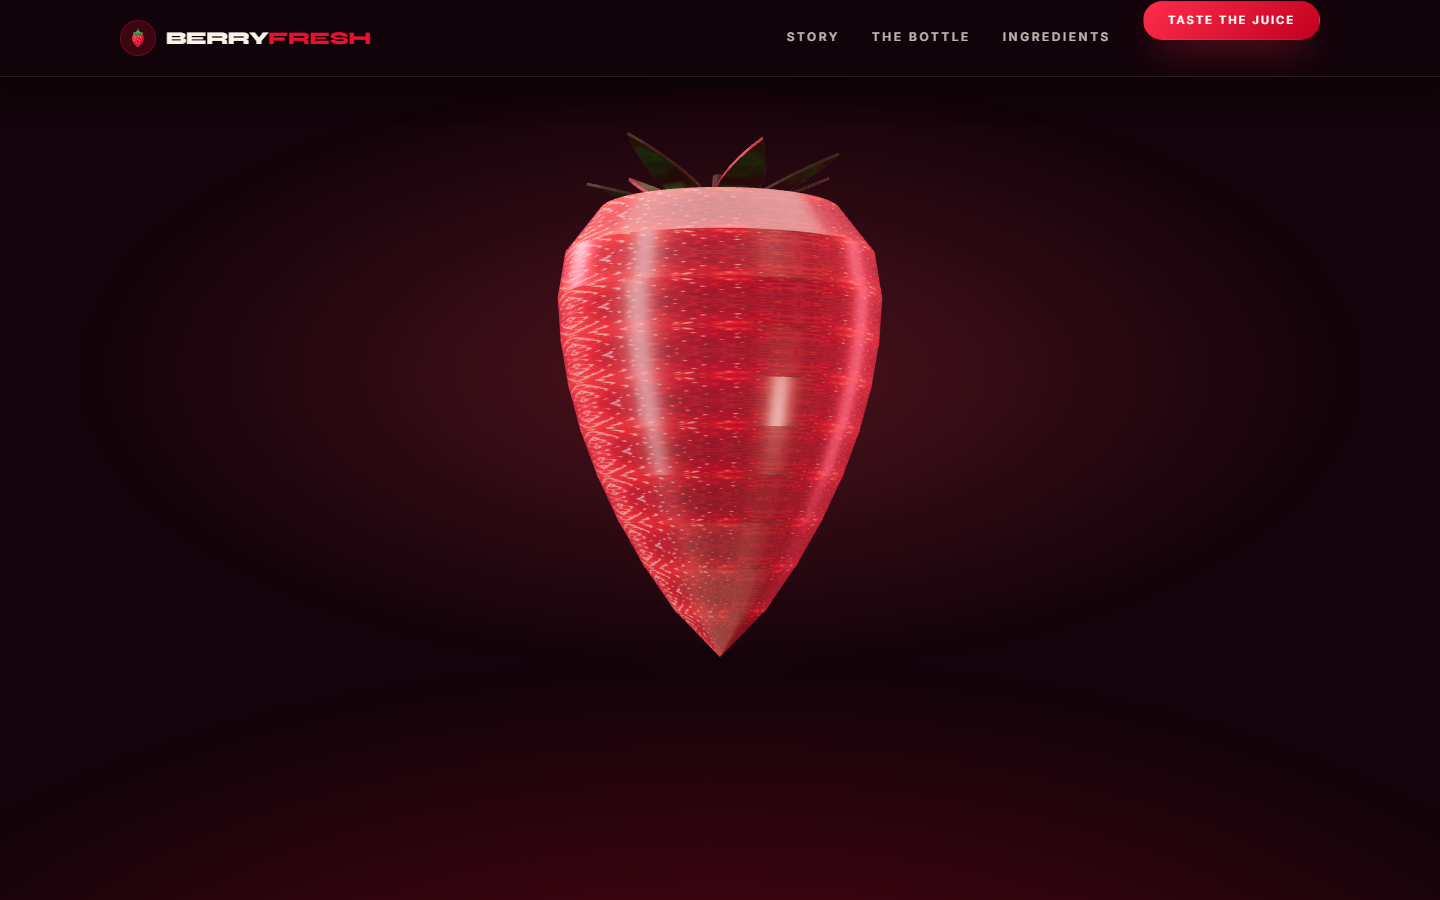 BERRYFRESH
STORY
THE BOTTLE
INGREDIENTS
TASTE THE JUICE